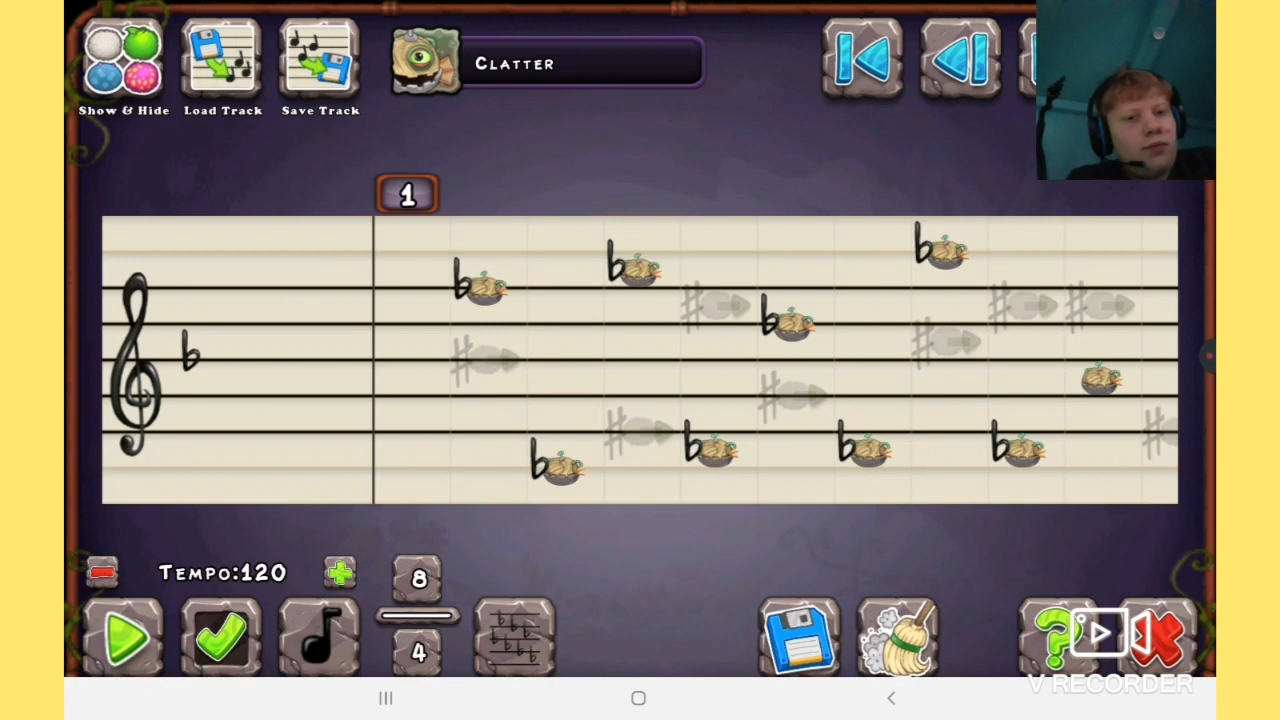 CLATTER
Show & Hide
Load Track
Save Track
1
TEMPO:120
8
4
?
V RECORDER